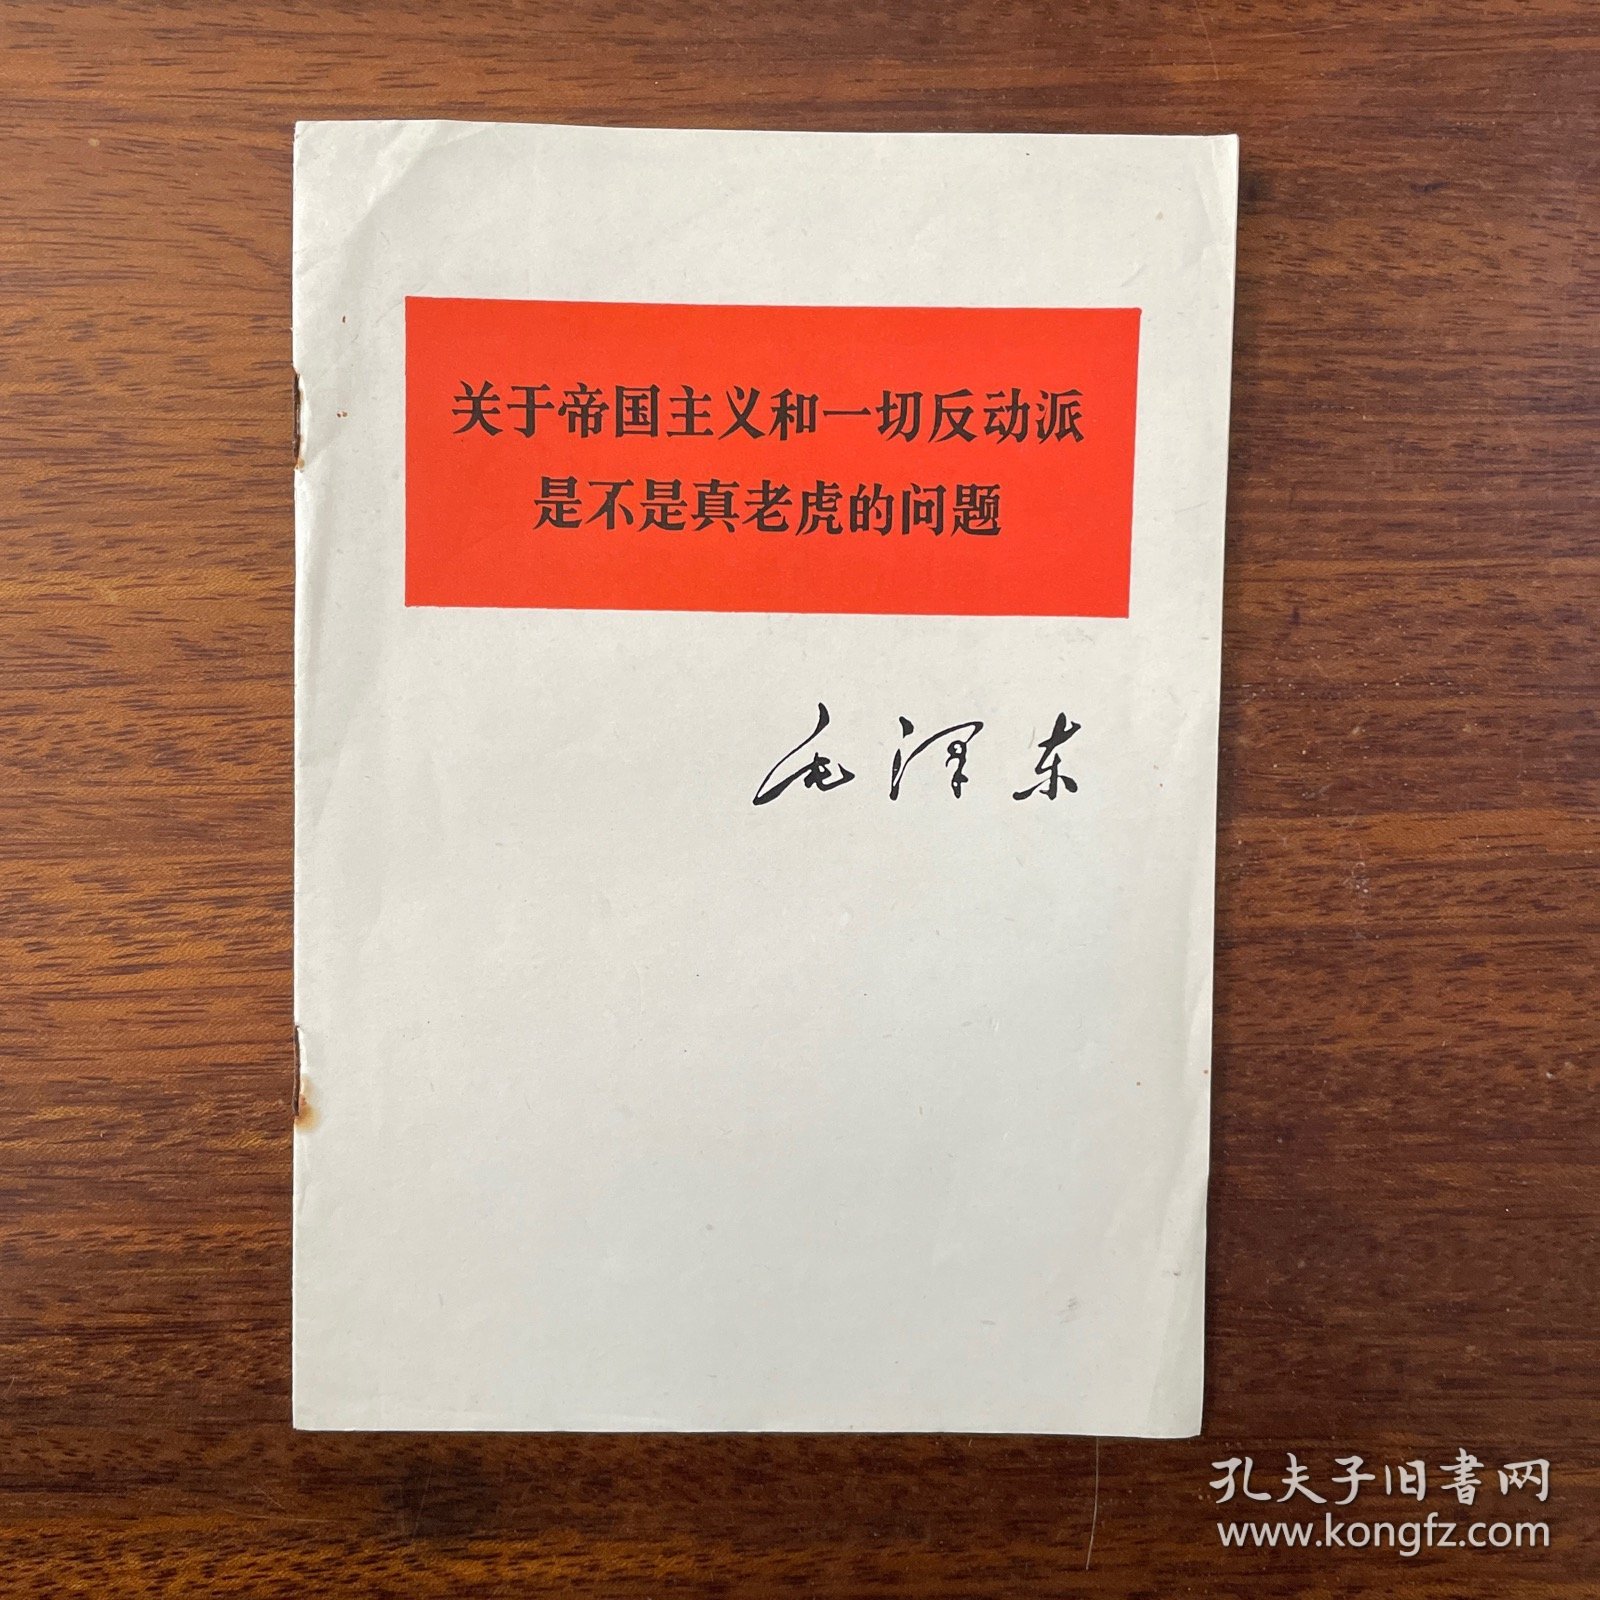 关于帝国主义和一切反动派
是不是真老虎的问题
毛泽东
孔夫子旧書网
www.kongfz.com